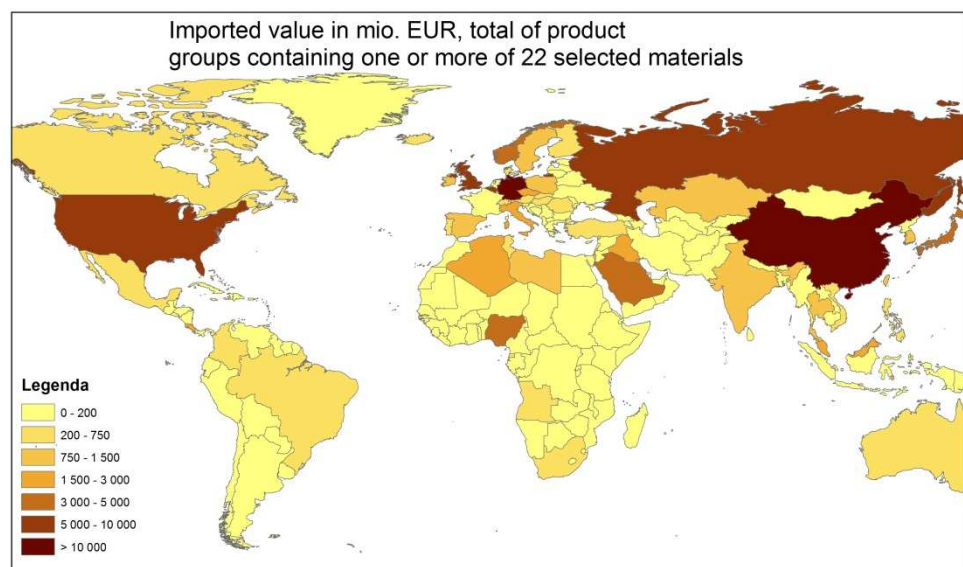 Imported value in mio. EUR, total of product
groups containing one or more of 22 selected materials
Legenda
0 - 200
200 - 750
750 - 1 500
1 500 - 3 000
3 000 - 5 000
5 000 - 10 000
> 10 000